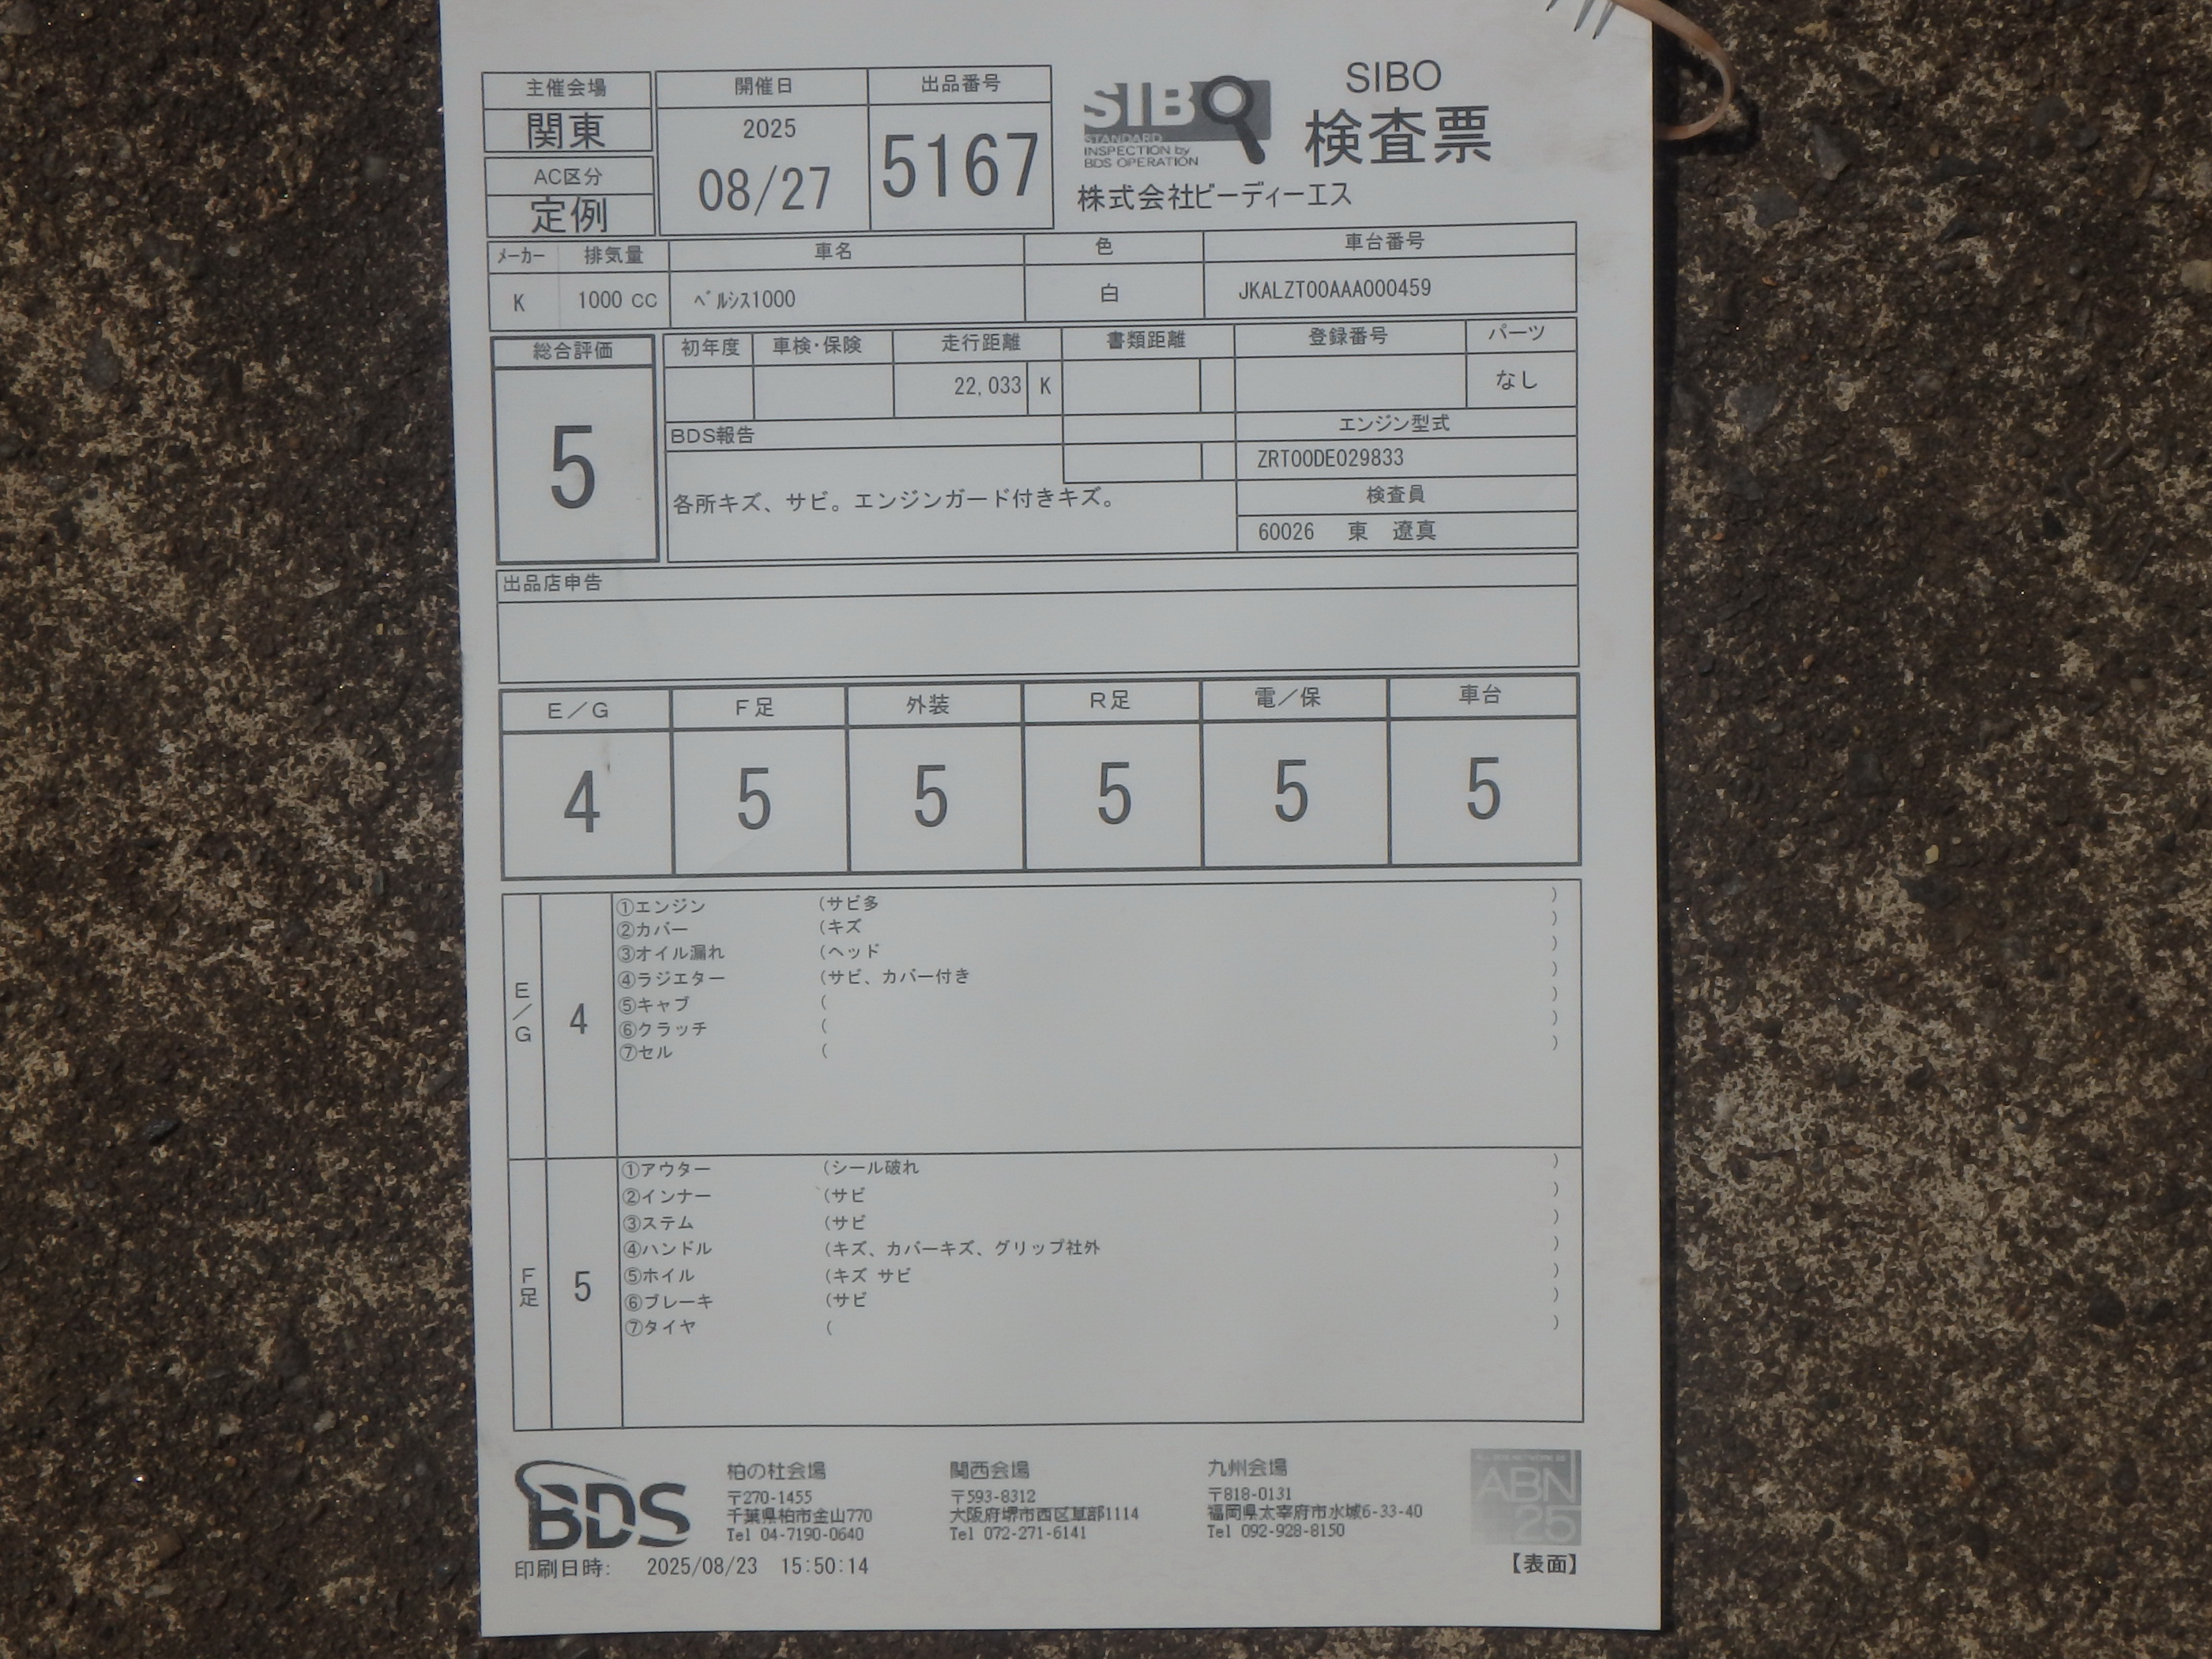 主催会場 開催日 出品番号
関東 2025 08/27 5167
AC区分
定例
SIBO
STANDARD
INSPECTION by
BDS OPERATION
SIBO
検査票
株式会社ビーディーエス
メーカー 排気量 車名 色 車台番号
K 1000 CC ベルシス1000 白 JKALZT00AAA000459
総合評価 初年度 車検・保険 走行距離 書類距離 登録番号 パーツ
5 22,033 K なし
BDS報告 エンジン型式
ZRT00DE029833
各所キズ、サビ。エンジンガード付きキズ。 検査員
60026 東 遼真
出品店申告
E/G F足 外装 R足 電/保 車台
4 5 5 5 5 5
E/G 4
①エンジン (サビ多 )
②カバー (キズ )
③オイル漏れ (ヘッド )
④ラジエター (サビ、カバー付き )
⑤キャブ ( )
⑥クラッチ ( )
⑦セル ( )
F足 5
①アウター (シール破れ )
②インナー (サビ )
③ステム (サビ )
④ハンドル (キズ、カバーキズ、グリップ社外 )
⑤ホイル (キズ サビ )
⑥ブレーキ (サビ )
⑦タイヤ ( )
BDS
柏の杜会場
〒270-1455
千葉県柏市金山770
Tel 04-7190-0640
関西会場
〒593-8312
大阪府堺市西区草部1114
Tel 072-271-6141
九州会場
〒818-0131
福岡県太宰府市水城6-33-40
Tel 092-928-8150
ABN
25
印刷日時: 2025/08/23 15:50:14
【表面】